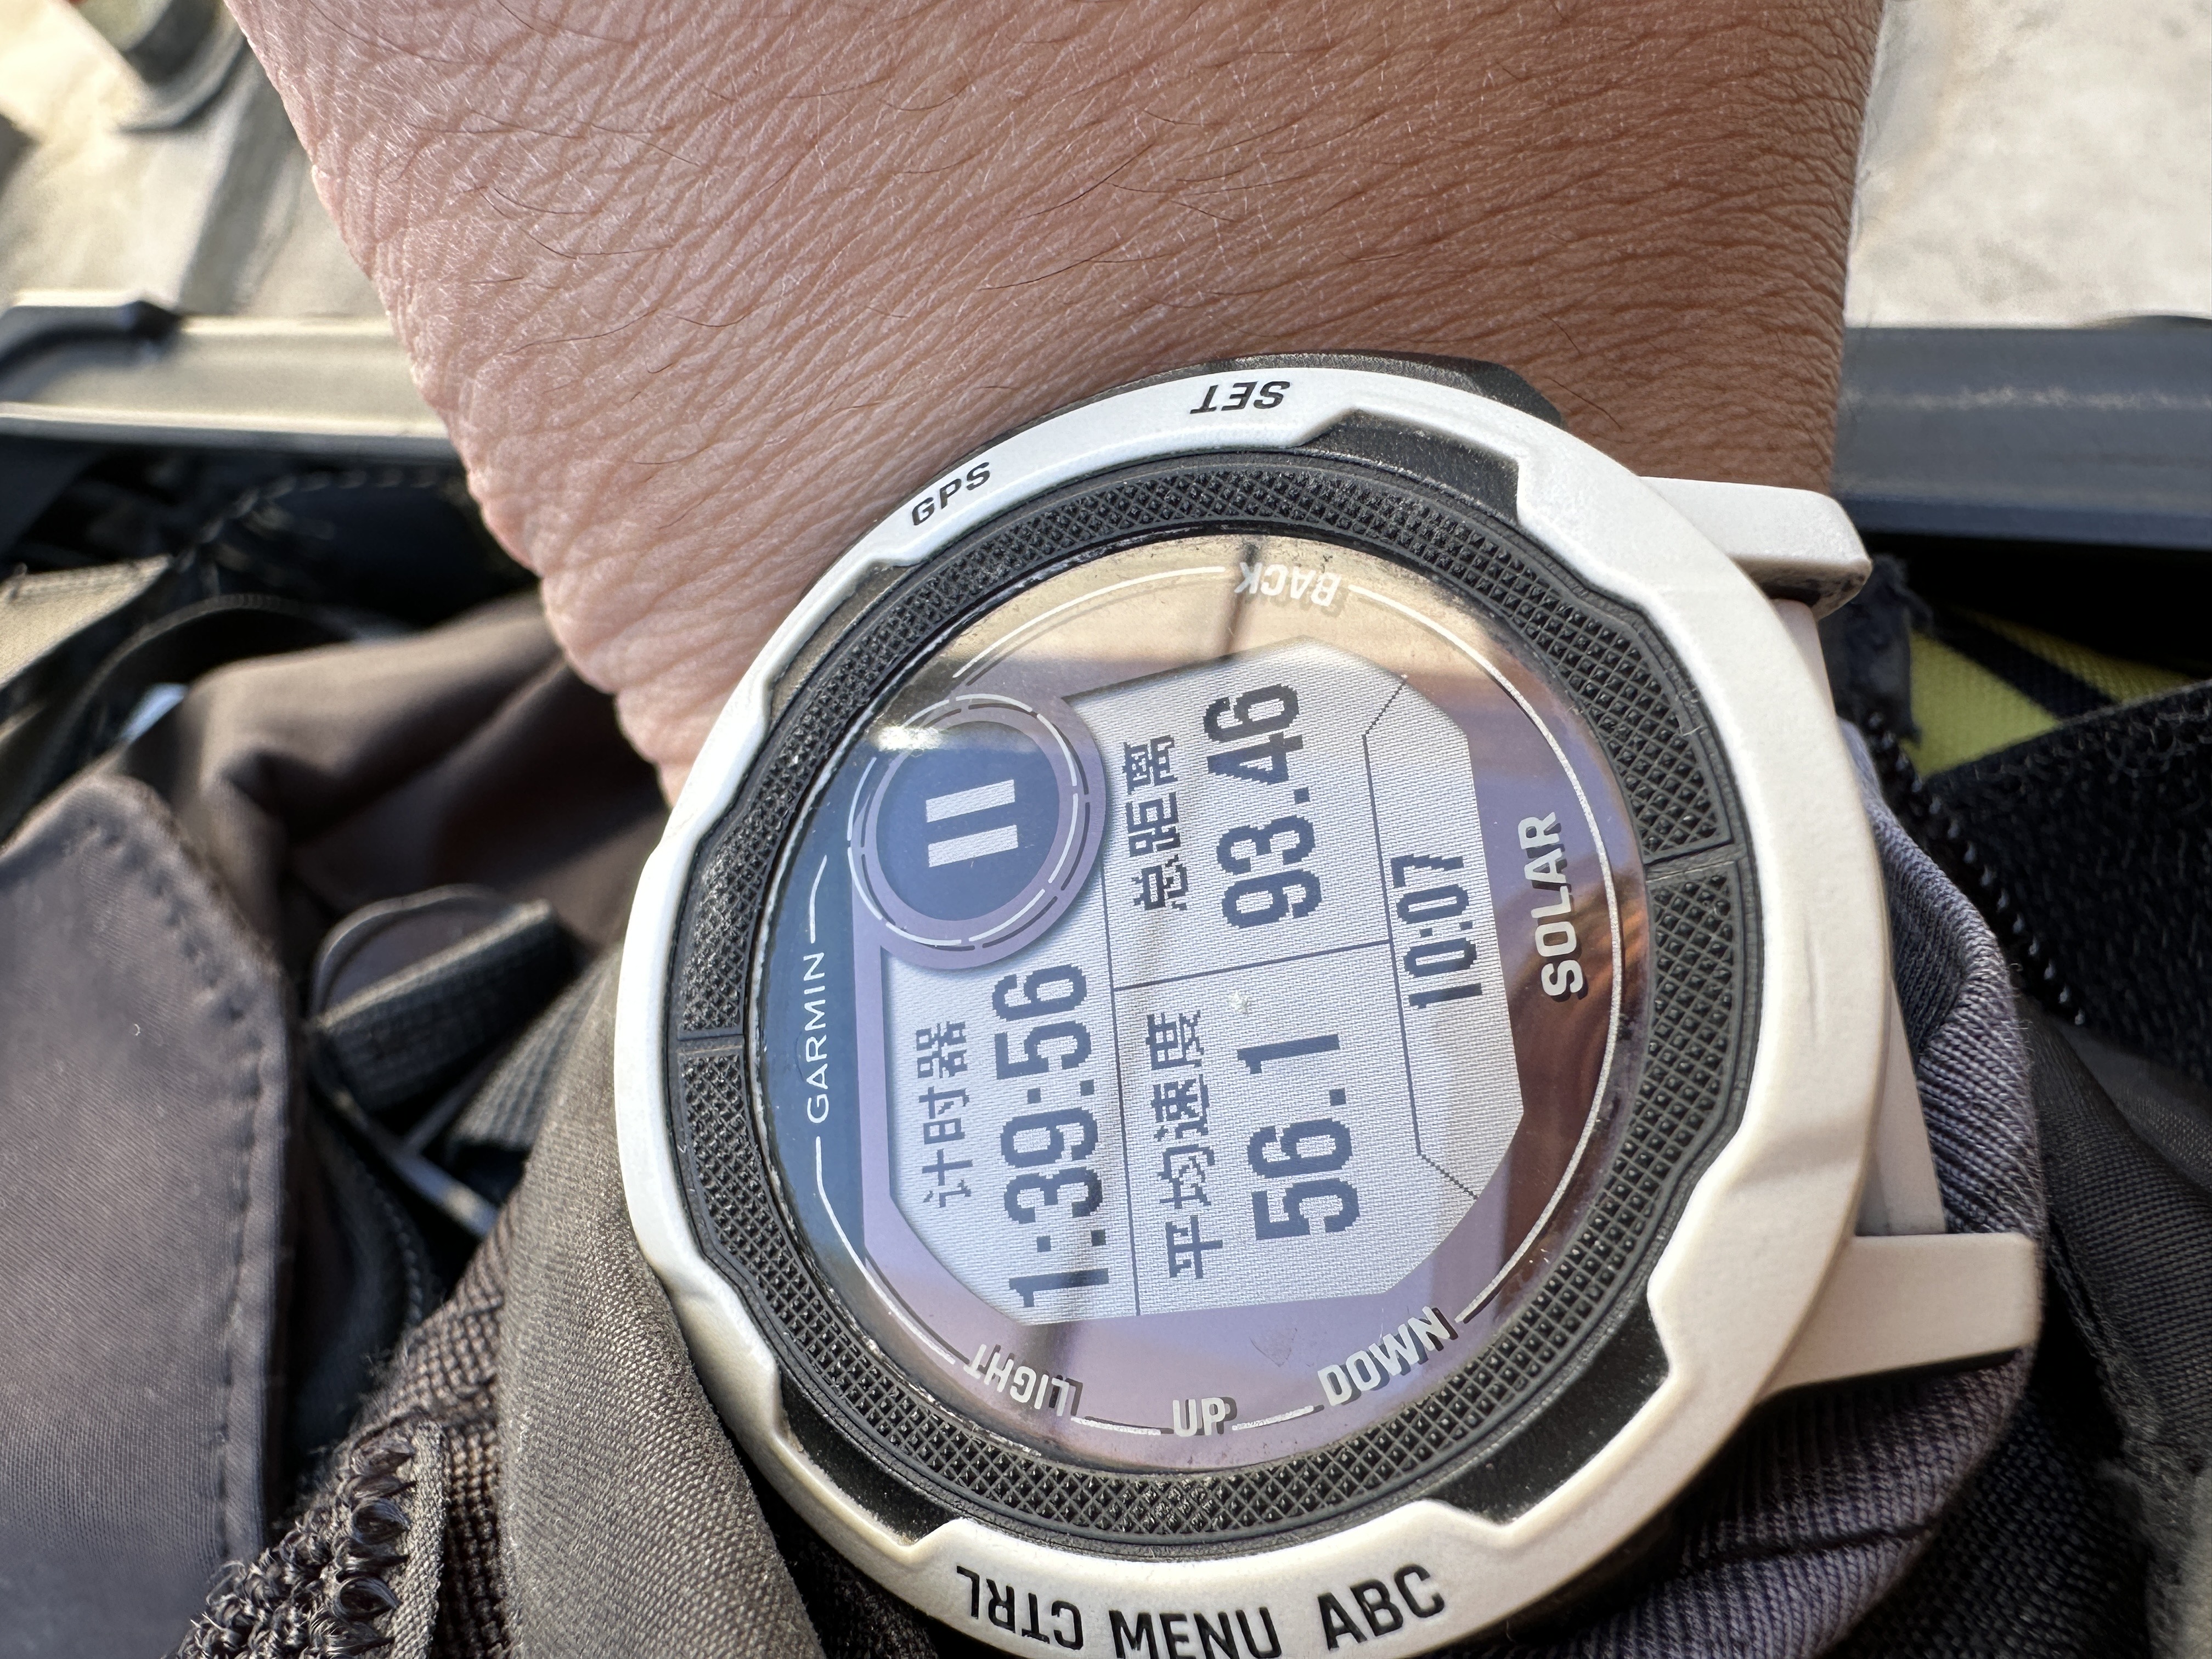 GARMIN
计时器
1:39:56
平均速度
总距离
56.1
93.46
10:07
SOLAR
LIGHT
UP
DOWN
BACK
CTRL
MENU
ABC
GPS
SET